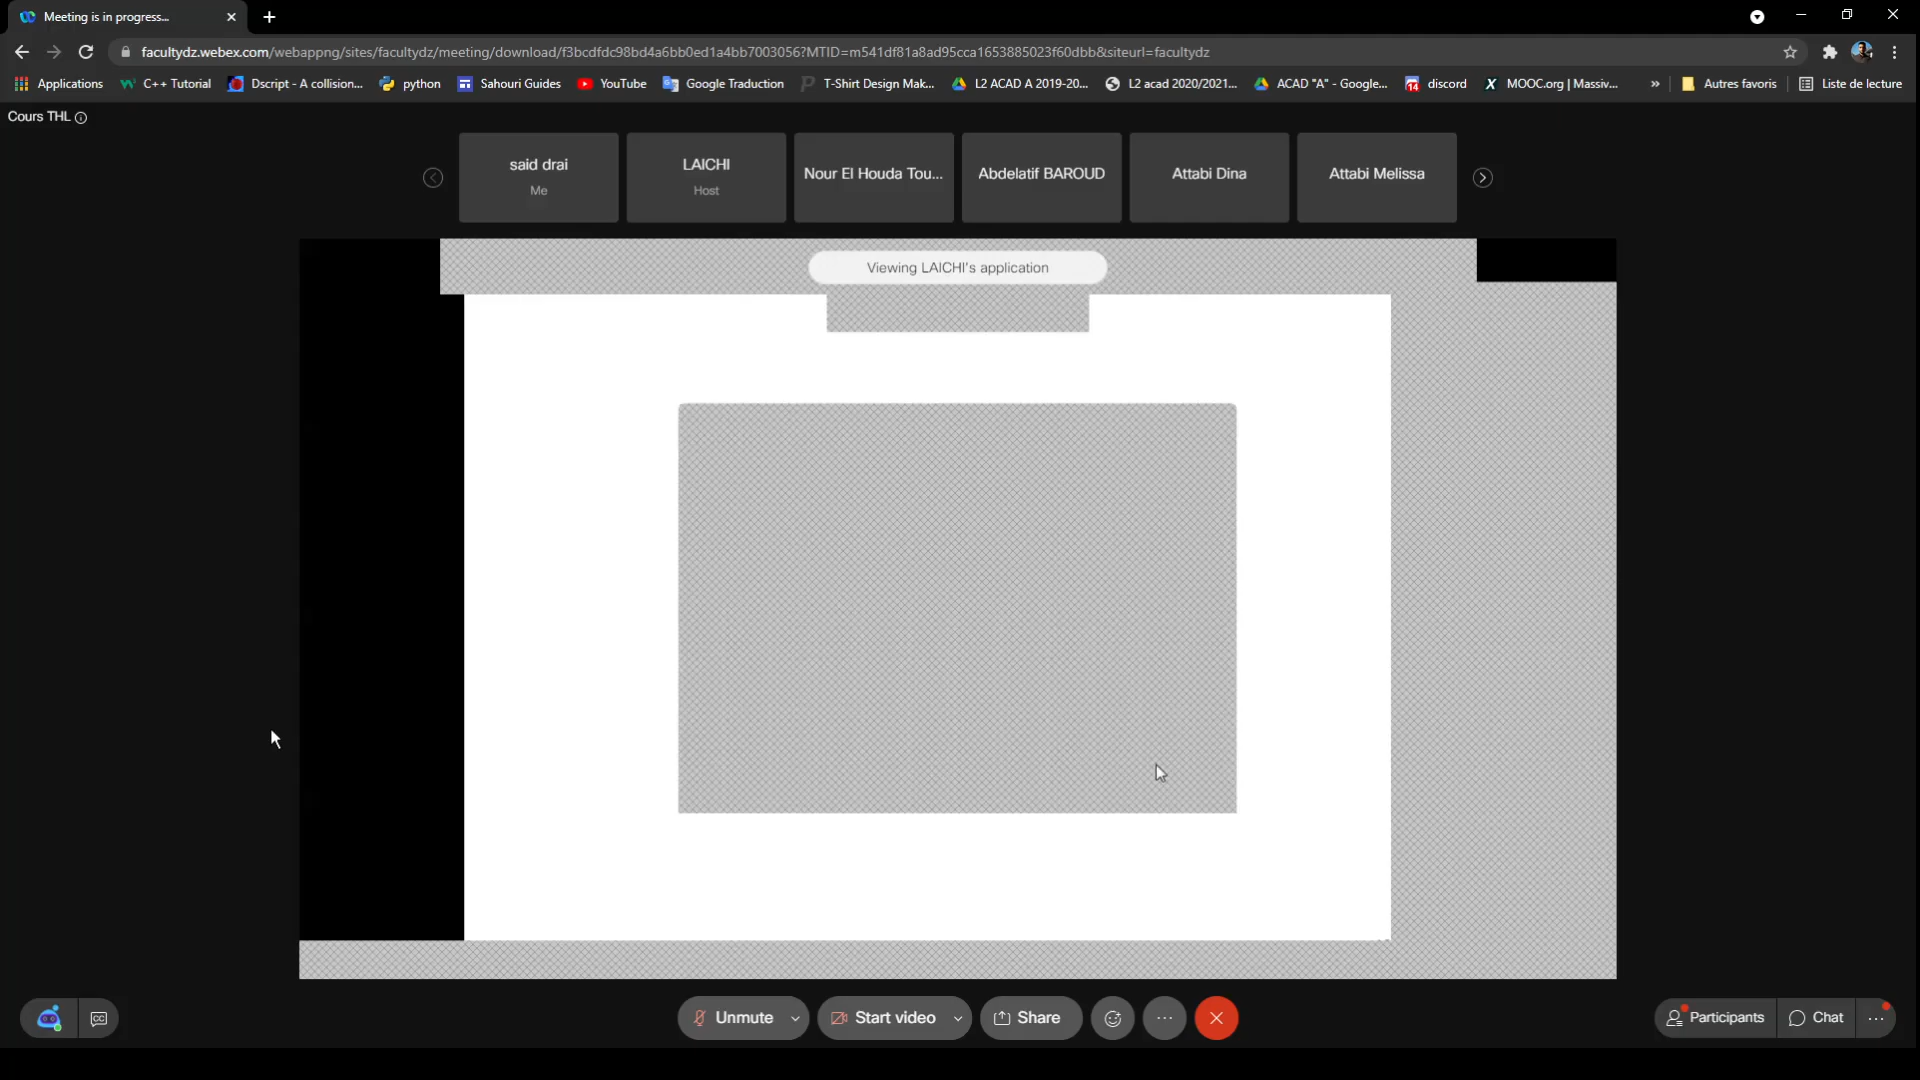 Meeting is in progress...
facultydz.webex.com/webappng/sites/facultydz/meeting/download/f3bcdfdc98bd4a6bb0ed1a4bb7003056?MTID=m541df81a8ad95cca1653885023f60dbb&siteurl=facultydz
Applications C++ Tutorial Dscript - A collision... python Sahouri Guides YouTube Google Traduction T-Shirt Design Mak... L2 ACAD A 2019-20... L2 acad 2020/2021... ACAD "A" - Google... 14 discord X MOOC.org | Massiv... » Autres favoris Liste de lecture
Cours THL
said drai
Me
LAICHI
Host
Nour El Houda Tou...
Abdelatif BAROUD
Attabi Dina
Attabi Melissa
Viewing LAICHI's application
CC Unmute Start video Share Participants Chat